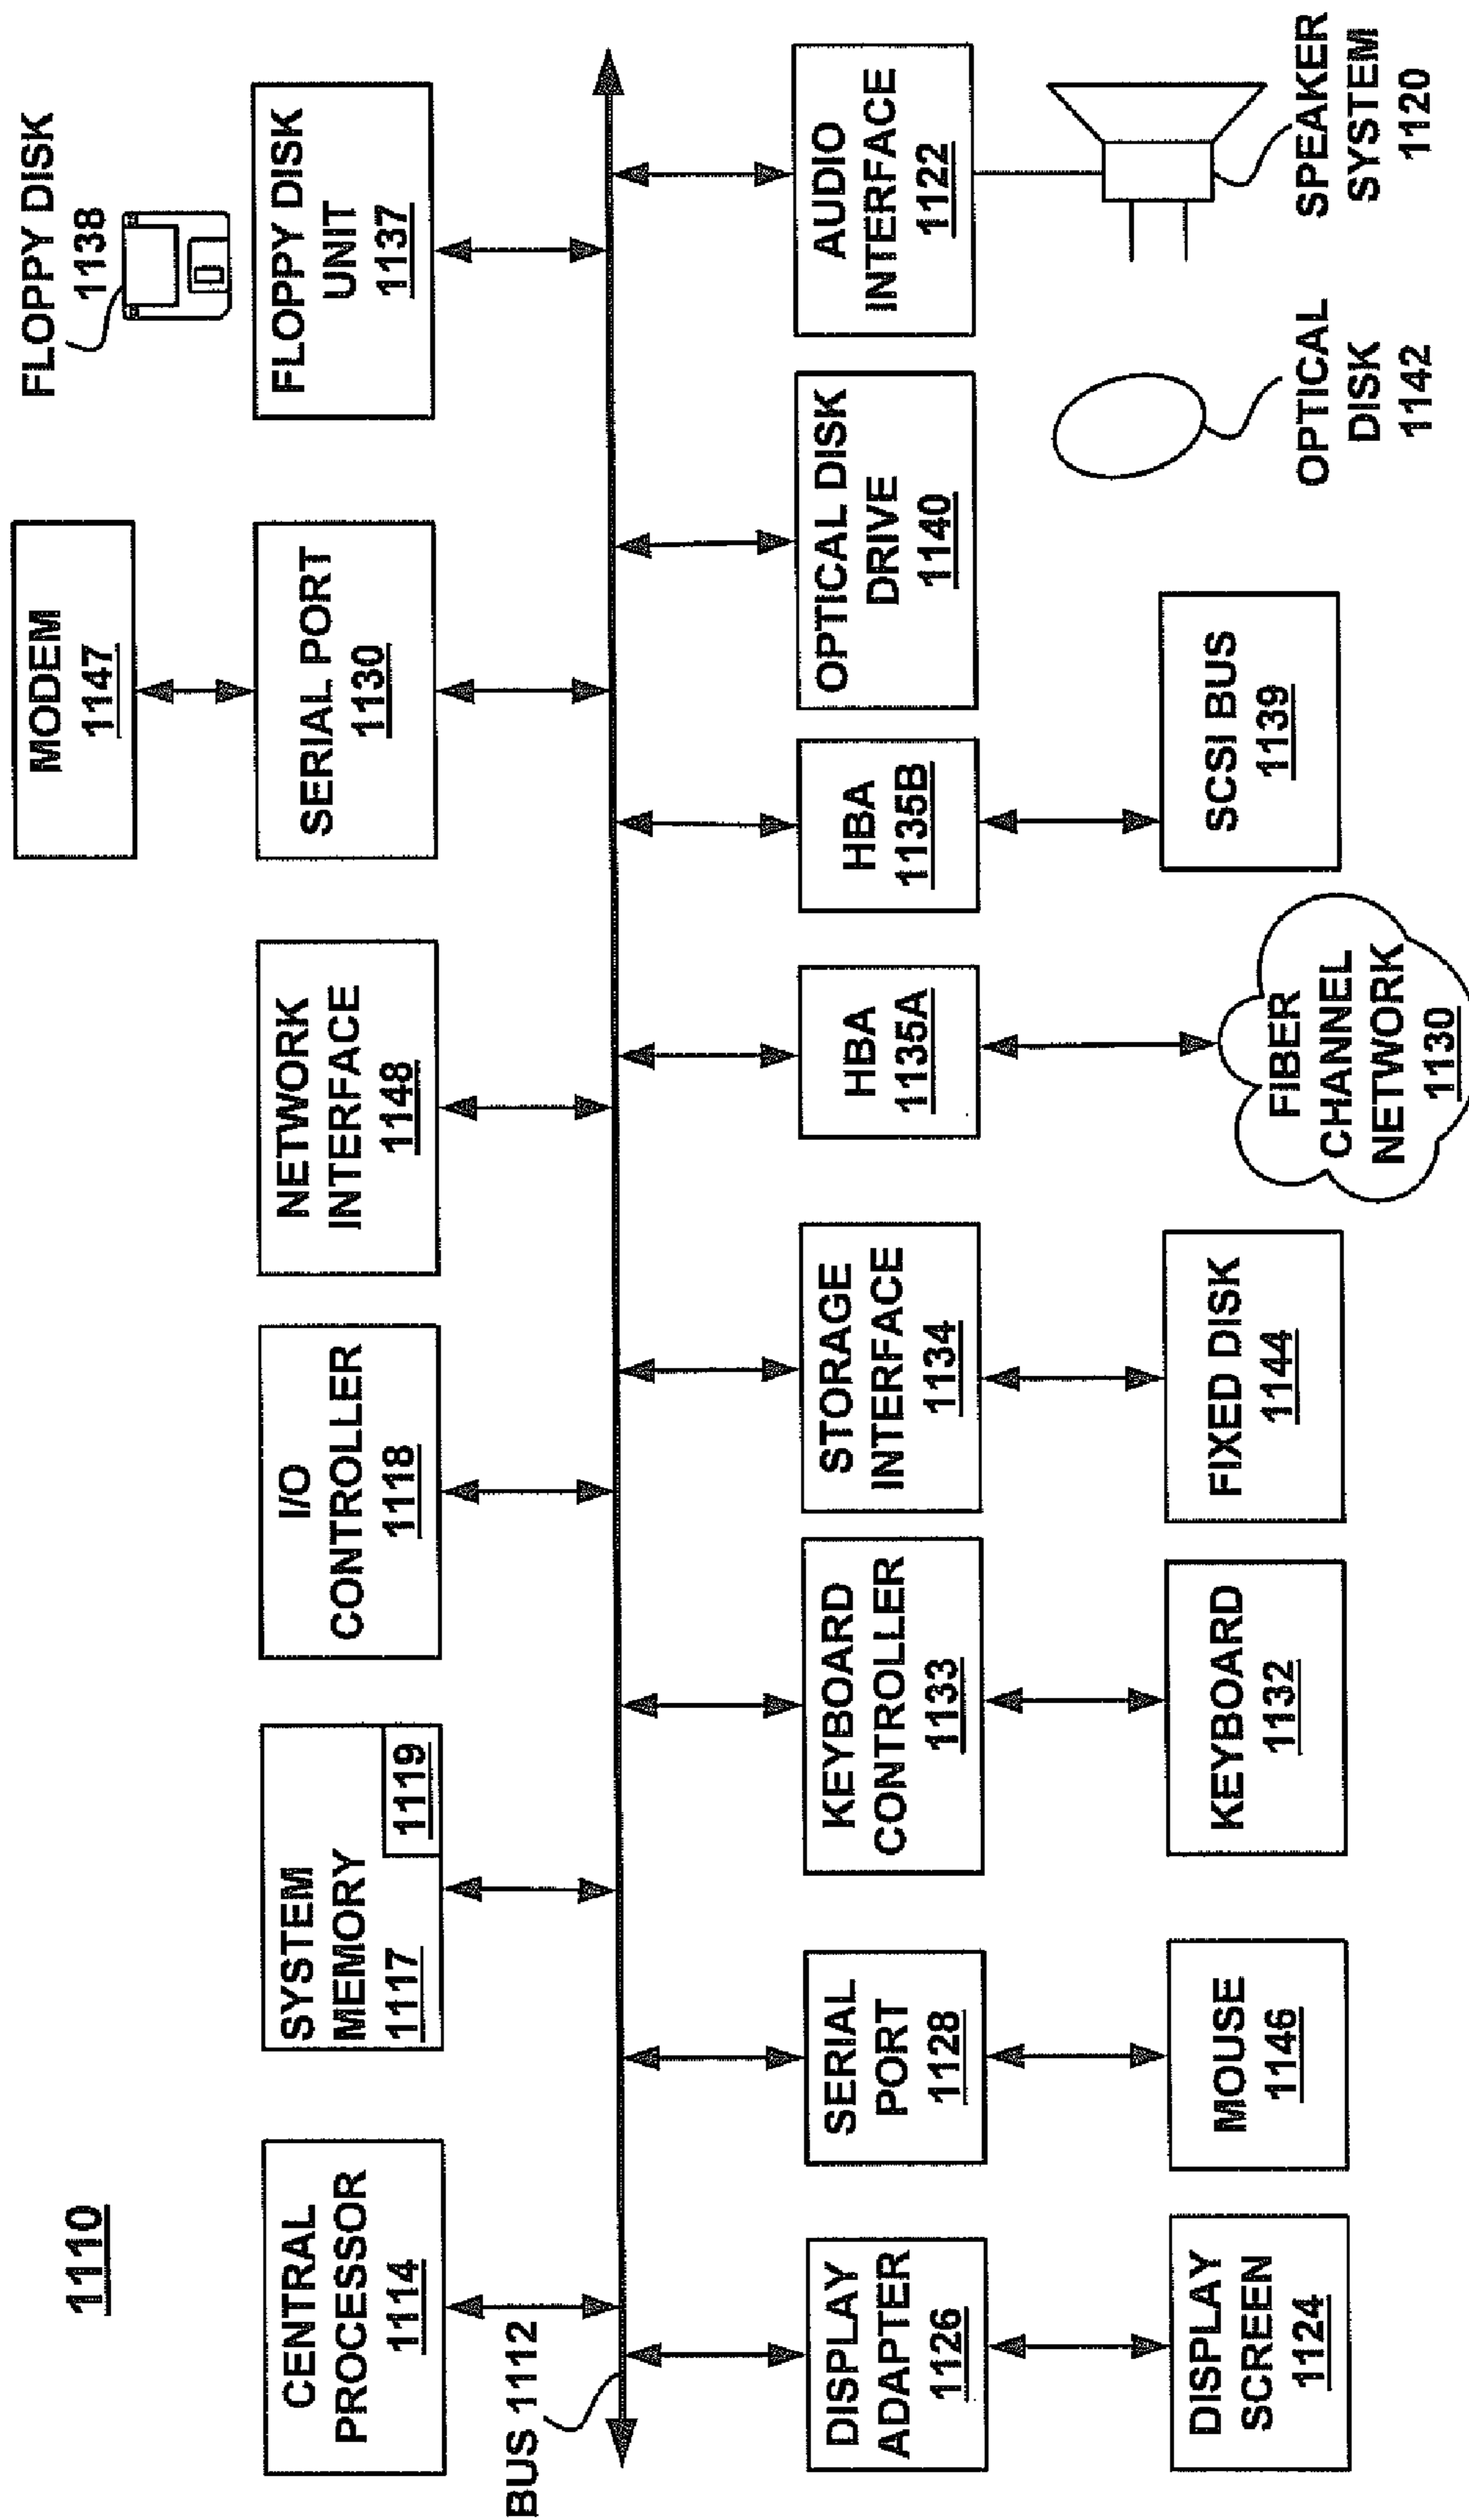 1110
FLOPPY DISK
1138
MODEM
1147
CENTRAL
PROCESSOR
1114
SYSTEM
MEMORY
1117
1119
I/O
CONTROLLER
1118
NETWORK
INTERFACE
1148
SERIAL PORT
1130
FLOPPY DISK
UNIT
1137
BUS 1112
DISPLAY
ADAPTER
1126
SERIAL
PORT
1128
KEYBOARD
CONTROLLER
1133
STORAGE
INTERFACE
1134
HBA
1135A
HBA
1135B
OPTICAL DISK
DRIVE
1140
AUDIO
INTERFACE
1122
DISPLAY
SCREEN
1124
MOUSE
1146
KEYBOARD
1132
FIXED DISK
1144
FIBER
CHANNEL
NETWORK
1130
SCSI BUS
1139
OPTICAL
DISK
1142
SPEAKER
SYSTEM
1120